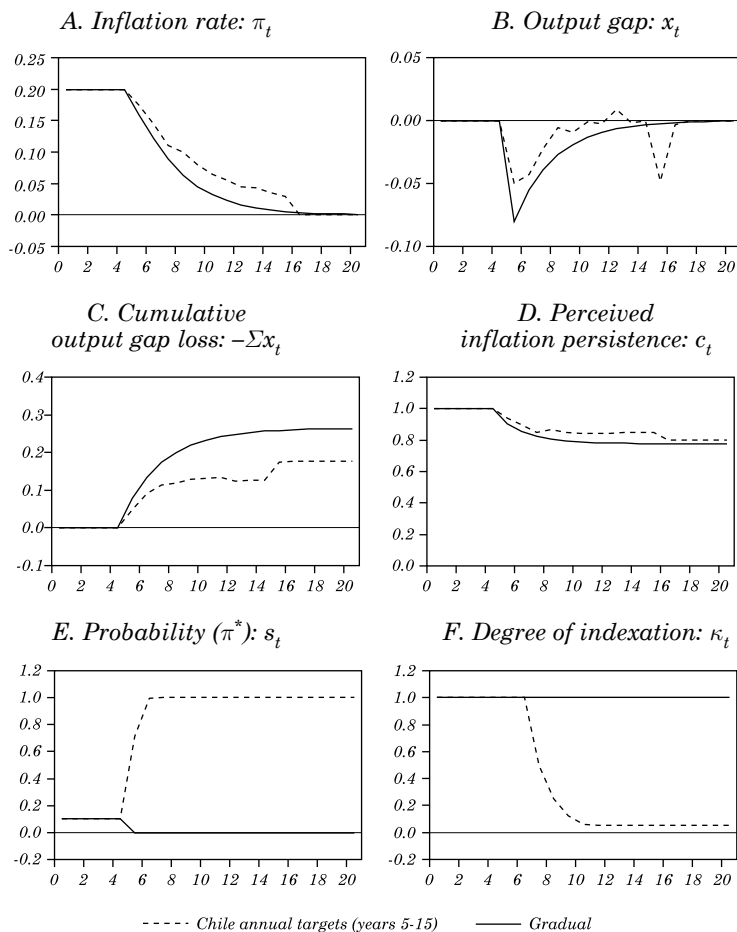 A. Inflation rate: π_t
B. Output gap: x_t
0.25
0.20
0.15
0.10
0.05
0.00
-0.05
0 2 4 6 8 10 12 14 16 18 20
0.05
0.00
-0.05
-0.10
0 2 4 6 8 10 12 14 16 18 20
C. Cumulative
output gap loss: –Σx_t
D. Perceived
inflation persistence: c_t
0.4
0.3
0.2
0.1
0.0
-0.1
0 2 4 6 8 10 12 14 16 18 20
1.2
1.0
0.8
0.6
0.4
0.2
0.0
0 2 4 6 8 10 12 14 16 18 20
E. Probability (π*): s_t
F. Degree of indexation: κ_t
1.2
1.0
0.8
0.6
0.4
0.2
0.0
-0.2
0 2 4 6 8 10 12 14 16 18 20
1.2
1.0
0.8
0.6
0.4
0.2
0.0
-0.2
0 2 4 6 8 10 12 14 16 18 20
Chile annual targets (years 5-15)
Gradual